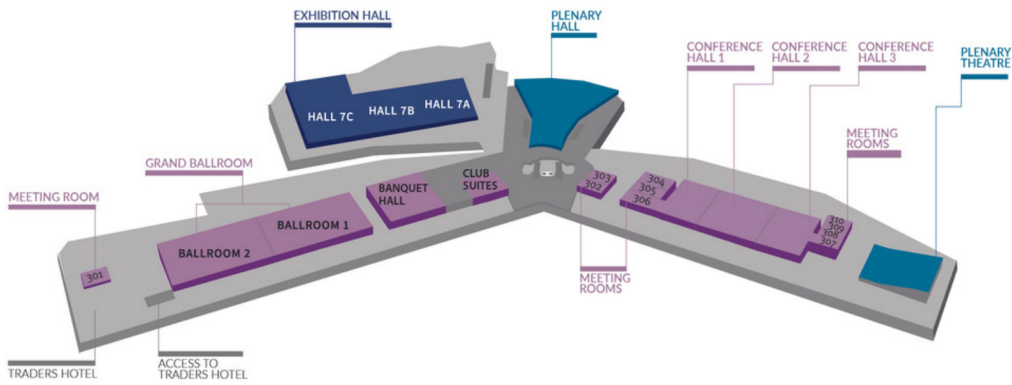 EXHIBITION HALL
PLENARY
HALL
CONFERENCE
HALL 1
CONFERENCE
HALL 2
CONFERENCE
HALL 3
PLENARY
THEATRE
HALL 7C
HALL 7B
HALL 7A
MEETING
ROOMS
GRAND BALLROOM
MEETING ROOM
BANQUET
HALL
CLUB
SUITES
303
302
304
305
306
310
309
308
307
BALLROOM 1
BALLROOM 2
301
MEETING
ROOMS
TRADERS HOTEL
ACCESS TO
TRADERS HOTEL